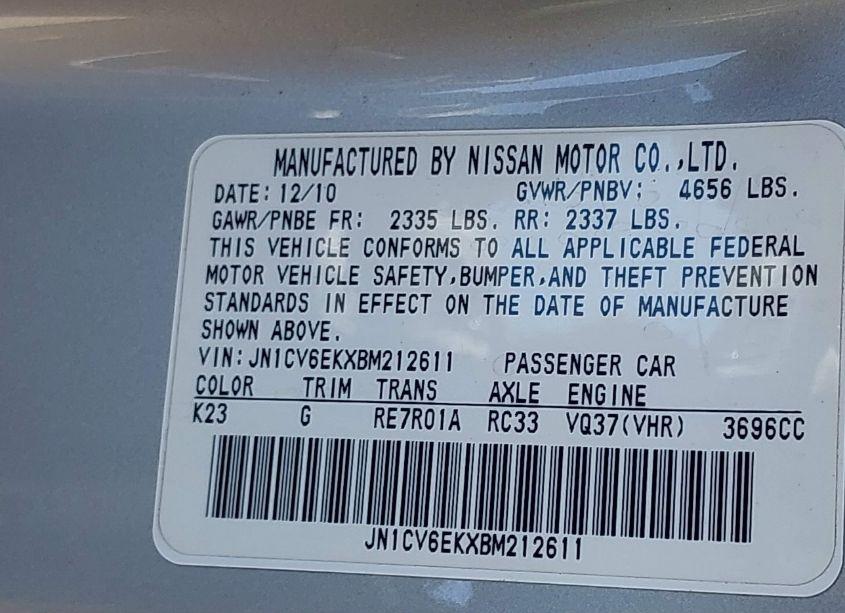 MANUFACTURED BY NISSAN MOTOR CO.,LTD.
DATE: 12/10 GVWR/PNBV: 4656 LBS.
GAWR/PNBE FR: 2335 LBS. RR: 2337 LBS.
THIS VEHICLE CONFORMS TO ALL APPLICABLE FEDERAL
MOTOR VEHICLE SAFETY,BUMPER,AND THEFT PREVENTION
STANDARDS IN EFFECT ON THE DATE OF MANUFACTURE
SHOWN ABOVE.
VIN: JN1CV6EKXBM212611 PASSENGER CAR
COLOR TRIM TRANS AXLE ENGINE
K23 G RE7R01A RC33 VQ37(VHR) 3696CC
JN1CV6EKXBM212611